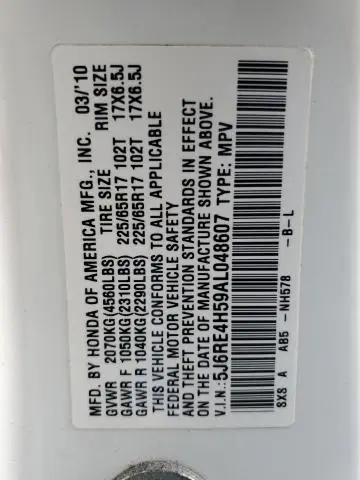 MFD. BY HONDA OF AMERICA MFG., INC. 03/'10
GVWR 2070KG(4560LBS) TIRE SIZE RIM SIZE
GAWR F 1050KG(2310LBS) 225/65R17 102T 17X6.5J
GAWR R 1040KG(2290LBS) 225/65R17 102T 17X6.5J
THIS VEHICLE CONFORMS TO ALL APPLICABLE
FEDERAL MOTOR VEHICLE SAFETY
AND THEFT PREVENTION STANDARDS IN EFFECT
ON THE DATE OF MANUFACTURE SHOWN ABOVE.
V.I.N.: 5J6RE4H59AL048607 TYPE: MPV
SXS A AB5 -NH578 -B-L